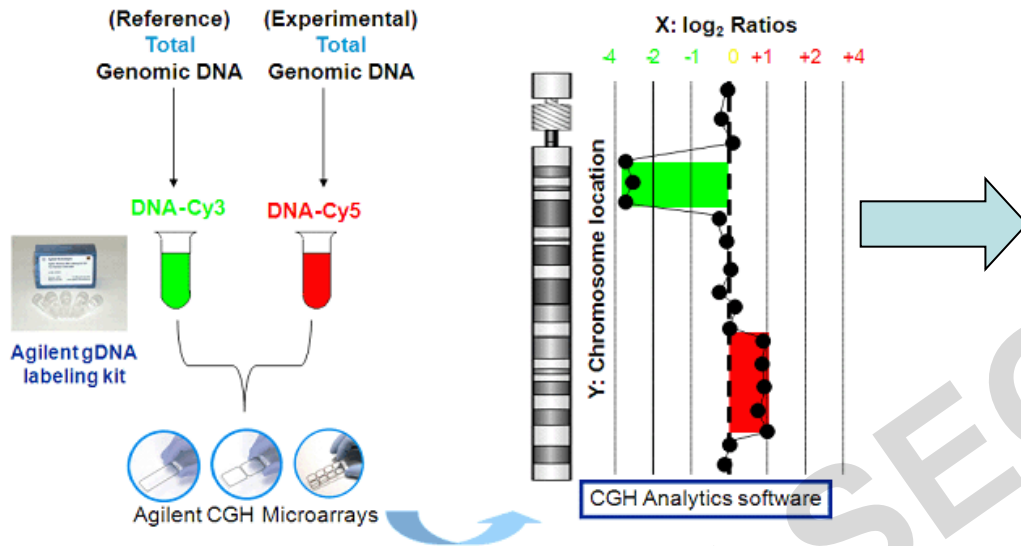 (Reference)
Total
Genomic DNA
(Experimental)
Total
Genomic DNA
DNA-Cy3
DNA-Cy5
Agilent gDNA
labeling kit
Agilent CGH Microarrays
X: log₂ Ratios
-4 -2 -1 0 +1 +2 +4
Y: Chromosome location
CGH Analytics software